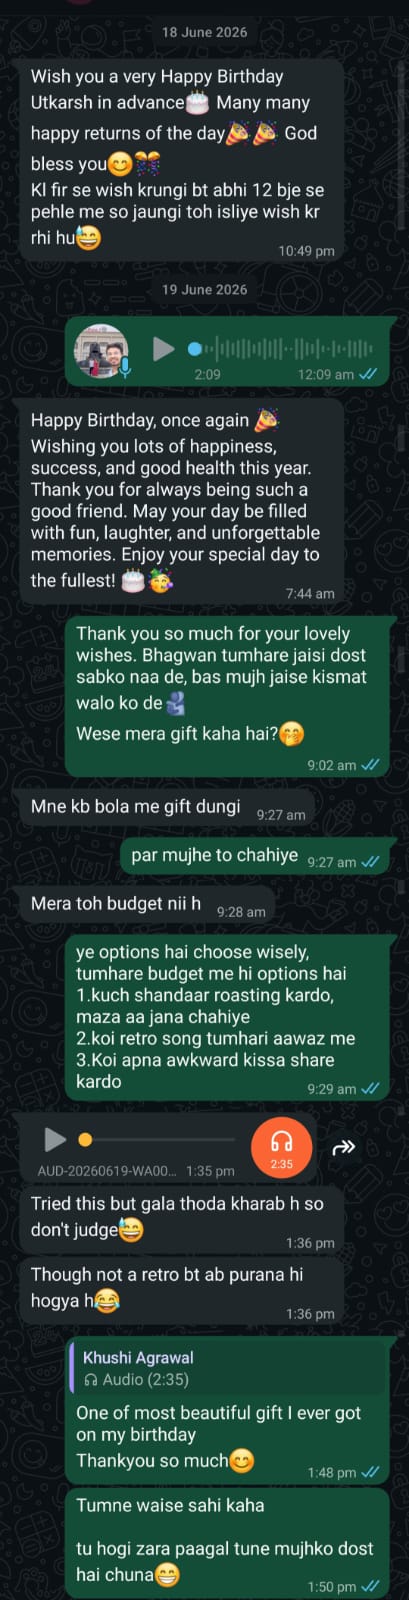 18 June 2026
Wish you a very Happy Birthday
Utkarsh in advance🎂 Many many
happy returns of the day🎉🎉 God
bless you😊🎊
Kl fir se wish krungi bt abhi 12 bje se
pehle me so jaungi toh isliye wish kr
rhi hu😅
10:49 pm
19 June 2026
2:09
12:09 am
Happy Birthday, once again 🎉
Wishing you lots of happiness,
success, and good health this year.
Thank you for always being such a
good friend. May your day be filled
with fun, laughter, and unforgettable
memories. Enjoy your special day to
the fullest! 🎂🥳
7:44 am
Thank you so much for your lovely
wishes. Bhagwan tumhare jaisi dost
sabko naa de, bas mujh jaise kismat
walo ko de🫂
Wese mera gift kaha hai?🤭
9:02 am
Mne kb bola me gift dungi
9:27 am
par mujhe to chahiye
9:27 am
Mera toh budget nii h
9:28 am
ye options hai choose wisely,
tumhare budget me hi options hai
1.kuch shandaar roasting kardo,
maza aa jana chahiye
2.koi retro song tumhari aawaz me
3.Koi apna awkward kissa share
kardo
9:29 am
2:35
AUD-20260619-WA00... 1:35 pm
Tried this but gala thoda kharab h so
don't judge😅
1:36 pm
Though not a retro bt ab purana hi
hogya h😂
1:36 pm
Khushi Agrawal
Audio (2:35)
One of most beautiful gift I ever got
on my birthday
Thankyou so much😊
1:48 pm
Tumne waise sahi kaha
tu hogi zara paagal tune mujhko dost
hai chuna😁
1:50 pm